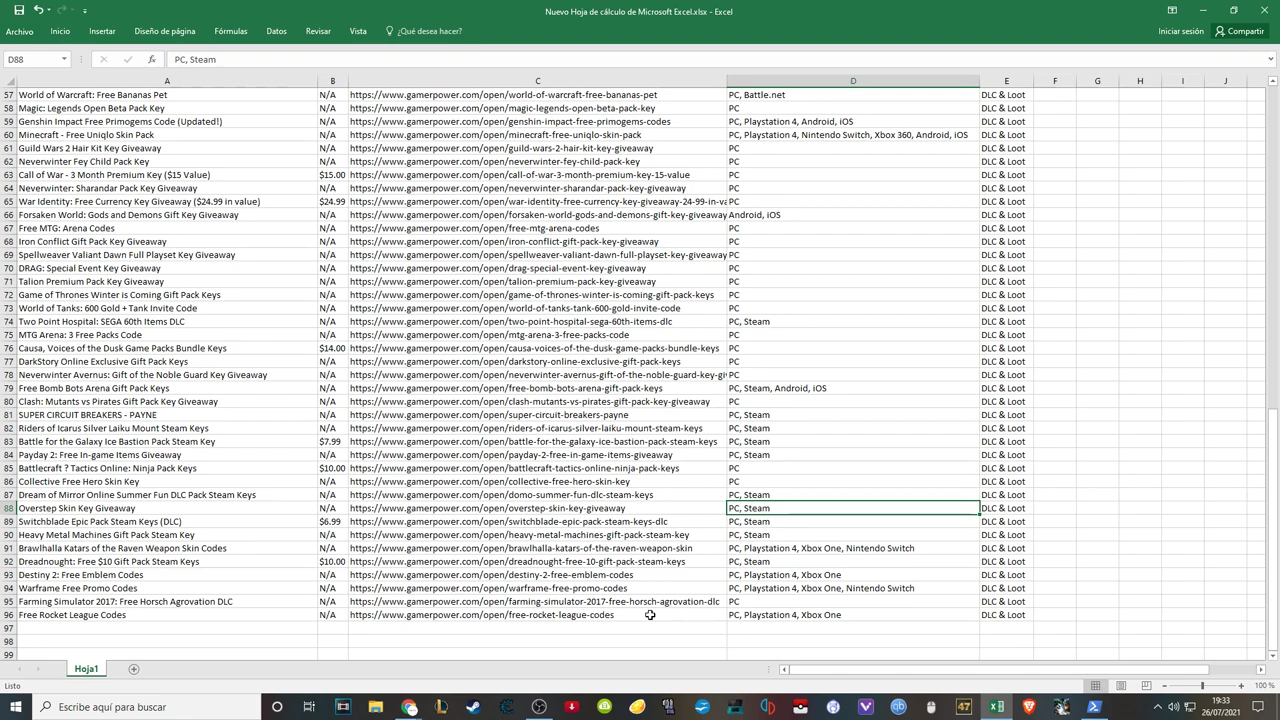 Nuevo Hoja de cálculo de Microsoft Excel.xlsx - Excel
Archivo Inicio Insertar Diseño de página Fórmulas Datos Revisar Vista ¿Qué desea hacer? Iniciar sesión Compartir
D88 fx PC, Steam
A B C D E F G H I J
57 World of Warcraft: Free Bananas Pet N/A https://www.gamerpower.com/open/world-of-warcraft-free-bananas-pet PC, Battle.net DLC & Loot
58 Magic: Legends Open Beta Pack Key N/A https://www.gamerpower.com/open/magic-legends-open-beta-pack-key PC DLC & Loot
59 Genshin Impact Free Primogems Code (Updated!) N/A https://www.gamerpower.com/open/genshin-impact-free-primogems-codes PC, Playstation 4, Android, iOS DLC & Loot
60 Minecraft - Free Uniqlo Skin Pack N/A https://www.gamerpower.com/open/minecraft-free-uniqlo-skin-pack PC, Playstation 4, Nintendo Switch, Xbox 360, Android, iOS DLC & Loot
61 Guild Wars 2 Hair Kit Key Giveaway N/A https://www.gamerpower.com/open/guild-wars-2-hair-kit-key-giveaway PC DLC & Loot
62 Neverwinter Fey Child Pack Key N/A https://www.gamerpower.com/open/neverwinter-fey-child-pack-key PC DLC & Loot
63 Call of War - 3 Month Premium Key ($15 Value) $15.00 https://www.gamerpower.com/open/call-of-war-3-month-premium-key-15-value PC DLC & Loot
64 Neverwinter: Sharandar Pack Key Giveaway N/A https://www.gamerpower.com/open/neverwinter-sharandar-pack-key-giveaway PC DLC & Loot
65 War Identity: Free Currency Key Giveaway ($24.99 in value) $24.99 https://www.gamerpower.com/open/war-identity-free-currency-key-giveaway-24-99-in-va PC DLC & Loot
66 Forsaken World: Gods and Demons Gift Key Giveaway N/A https://www.gamerpower.com/open/forsaken-world-gods-and-demons-gift-key-giveaway Android, iOS DLC & Loot
67 Free MTG: Arena Codes N/A https://www.gamerpower.com/open/free-mtg-arena-codes PC DLC & Loot
68 Iron Conflict Gift Pack Key Giveaway N/A https://www.gamerpower.com/open/iron-conflict-gift-pack-key-giveaway PC DLC & Loot
69 Spellweaver Valiant Dawn Full Playset Key Giveaway N/A https://www.gamerpower.com/open/spellweaver-valiant-dawn-full-playset-key-giveaway PC DLC & Loot
70 DRAG: Special Event Key Giveaway N/A https://www.gamerpower.com/open/drag-special-event-key-giveaway PC DLC & Loot
71 Talion Premium Pack Key Giveaway N/A https://www.gamerpower.com/open/talion-premium-pack-key-giveaway PC DLC & Loot
72 Game of Thrones Winter is Coming Gift Pack Keys N/A https://www.gamerpower.com/open/game-of-thrones-winter-is-coming-gift-pack-keys PC DLC & Loot
73 World of Tanks: 600 Gold + Tank Invite Code N/A https://www.gamerpower.com/open/world-of-tanks-tank-600-gold-invite-code PC DLC & Loot
74 Two Point Hospital: SEGA 60th Items DLC N/A https://www.gamerpower.com/open/two-point-hospital-sega-60th-items-dlc PC, Steam DLC & Loot
75 MTG Arena: 3 Free Packs Code N/A https://www.gamerpower.com/open/mtg-arena-3-free-packs-code PC DLC & Loot
76 Causa, Voices of the Dusk Game Packs Bundle Keys $14.00 https://www.gamerpower.com/open/causa-voices-of-the-dusk-game-packs-bundle-keys PC DLC & Loot
77 DarkStory Online Exclusive Gift Pack Keys N/A https://www.gamerpower.com/open/darkstory-online-exclusive-gift-pack-keys PC DLC & Loot
78 Neverwinter Avernus: Gift of the Noble Guard Key Giveaway N/A https://www.gamerpower.com/open/neverwinter-avernus-gift-of-the-noble-guard-key-gi PC DLC & Loot
79 Free Bomb Bots Arena Gift Pack Keys N/A https://www.gamerpower.com/open/free-bomb-bots-arena-gift-pack-keys PC, Steam, Android, iOS DLC & Loot
80 Clash: Mutants vs Pirates Gift Pack Key Giveaway N/A https://www.gamerpower.com/open/clash-mutants-vs-pirates-gift-pack-key-giveaway PC DLC & Loot
81 SUPER CIRCUIT BREAKERS - PAYNE N/A https://www.gamerpower.com/open/super-circuit-breakers-payne PC, Steam DLC & Loot
82 Riders of Icarus Silver Laiku Mount Steam Keys N/A https://www.gamerpower.com/open/riders-of-icarus-silver-laiku-mount-steam-keys PC, Steam DLC & Loot
83 Battle for the Galaxy Ice Bastion Pack Steam Key $7.99 https://www.gamerpower.com/open/battle-for-the-galaxy-ice-bastion-pack-steam-keys PC, Steam DLC & Loot
84 Payday 2: Free In-game Items Giveaway N/A https://www.gamerpower.com/open/payday-2-free-in-game-items-giveaway PC, Steam DLC & Loot
85 Battlecraft ? Tactics Online: Ninja Pack Keys $10.00 https://www.gamerpower.com/open/battlecraft-tactics-online-ninja-pack-keys PC DLC & Loot
86 Collective Free Hero Skin Key N/A https://www.gamerpower.com/open/collective-free-hero-skin-key PC DLC & Loot
87 Dream of Mirror Online Summer Fun DLC Pack Steam Keys N/A https://www.gamerpower.com/open/domo-summer-fun-dlc-steam-keys PC, Steam DLC & Loot
88 Overstep Skin Key Giveaway N/A https://www.gamerpower.com/open/overstep-skin-key-giveaway PC, Steam DLC & Loot
89 Switchblade Epic Pack Steam Keys (DLC) $6.99 https://www.gamerpower.com/open/switchblade-epic-pack-steam-keys-dlc PC, Steam DLC & Loot
90 Heavy Metal Machines Gift Pack Steam Key N/A https://www.gamerpower.com/open/heavy-metal-machines-gift-pack-steam-key PC, Steam DLC & Loot
91 Brawlhalla Katars of the Raven Weapon Skin Codes N/A https://www.gamerpower.com/open/brawlhalla-katars-of-the-raven-weapon-skin PC, Playstation 4, Xbox One, Nintendo Switch DLC & Loot
92 Dreadnought: Free $10 Gift Pack Steam Keys $10.00 https://www.gamerpower.com/open/dreadnought-free-10-gift-pack-steam-keys PC, Steam DLC & Loot
93 Destiny 2: Free Emblem Codes N/A https://www.gamerpower.com/open/destiny-2-free-emblem-codes PC, Playstation 4, Xbox One DLC & Loot
94 Warframe Free Promo Codes N/A https://www.gamerpower.com/open/warframe-free-promo-codes PC, Playstation 4, Xbox One, Nintendo Switch DLC & Loot
95 Farming Simulator 2017: Free Horsch Agrovation DLC N/A https://www.gamerpower.com/open/farming-simulator-2017-free-horsch-agrovation-dlc PC DLC & Loot
96 Free Rocket League Codes N/A https://www.gamerpower.com/open/free-rocket-league-codes PC, Playstation 4, Xbox One DLC & Loot
97
98
99
Hoja1
Listo 100 %
Escribe aquí para buscar 19:33
26/07/2021